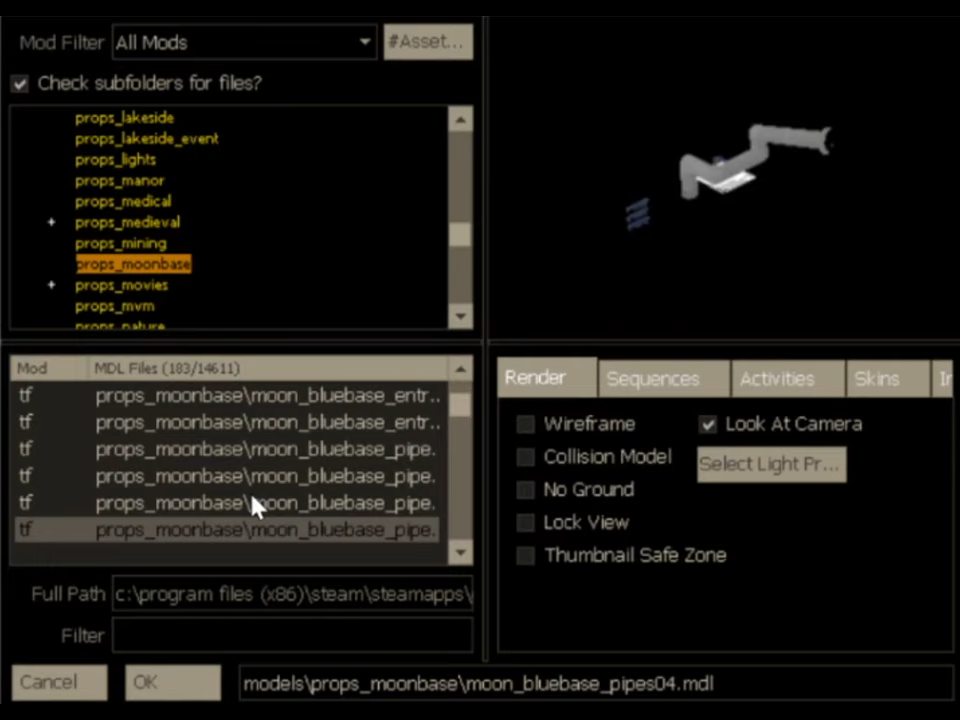 Mod Filter All Mods #Asset...
Check subfolders for files?
props_lakeside
props_lakeside_event
props_lights
props_manor
props_medical
+ props_medieval
props_mining
props_moonbase
+ props_movies
props_mvm
props_nature
Mod MDL Files (183/14611)
tf props_moonbase\moon_bluebase_entr..
tf props_moonbase\moon_bluebase_entr..
tf props_moonbase\moon_bluebase_pipe.
tf props_moonbase\moon_bluebase_pipe.
tf props_moonbase\moon_bluebase_pipe.
tf props_moonbase\moon_bluebase_pipe.
Full Path c:\program files (x86)\steam\steamapps\
Filter
Render Sequences Activities Skins
Wireframe Look At Camera
Collision Model Select Light Pr...
No Ground
Lock View
Thumbnail Safe Zone
Cancel OK models\props_moonbase\moon_bluebase_pipes04.mdl